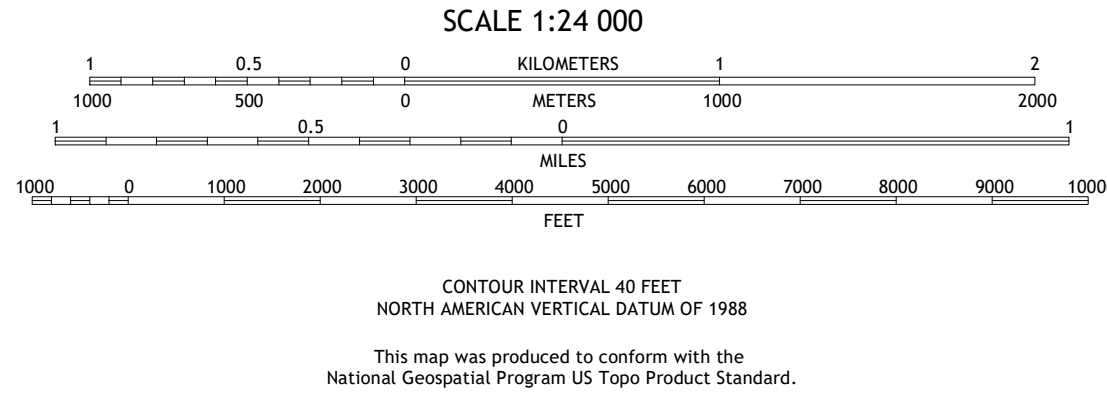 SCALE 1:24 000
1 0.5 0 KILOMETERS 1 2
1000 500 0 METERS 1000 2000
1 0.5 0 1
MILES
1000 0 1000 2000 3000 4000 5000 6000 7000 8000 9000 1000
FEET
CONTOUR INTERVAL 40 FEET
NORTH AMERICAN VERTICAL DATUM OF 1988
This map was produced to conform with the
National Geospatial Program US Topo Product Standard.